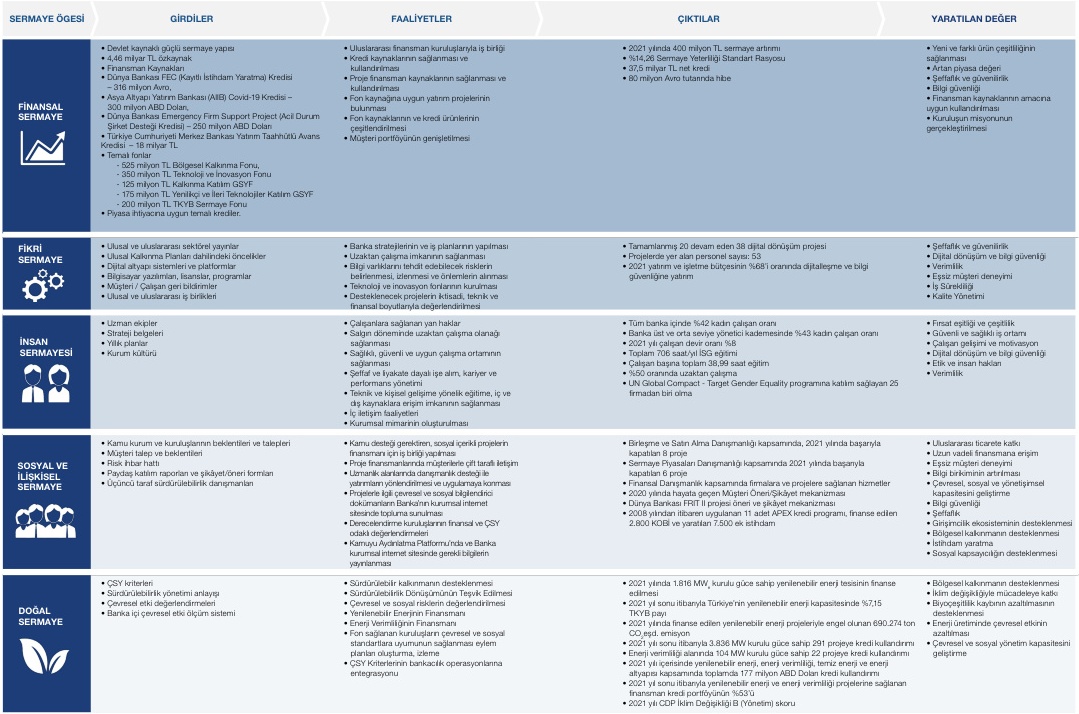 SERMAYE ÖGESİ
GİRDİLER
FAALİYETLER
ÇIKTILAR
YARATILAN DEĞER
FİNANSAL
SERMAYE
• Devlet kaynaklı güçlü sermaye yapısı
• 4,46 milyar TL özkaynak
• Finansman Kaynakları
• Dünya Bankası FEC (Kayıtlı İstihdam Yaratma) Kredisi
– 316 milyon Avro,
• Asya Altyapı Yatırım Bankası (AIIB) Covid-19 Kredisi –
300 milyon ABD Doları,
• Dünya Bankası Emergency Firm Support Project (Acil Durum
Şirket Desteği Kredisi) – 250 milyon ABD Doları
• Türkiye Cumhuriyeti Merkez Bankası Yatırım Taahhütlü Avans
Kredisi – 18 milyar TL
• Temalı fonlar
- 525 milyon TL Bölgesel Kalkınma Fonu,
- 350 milyon TL Teknoloji ve İnovasyon Fonu
- 125 milyon TL Kalkınma Katılım GSYF
- 175 milyon TL Yenilikçi ve İleri Teknolojiler Katılım GSYF
- 200 milyon TL TKYB Sermaye Fonu
• Piyasa ihtiyacına uygun temalı krediler.
• Uluslararası finansman kuruluşlarıyla iş birliği
• Kredi kaynaklarının sağlanması ve
kullandırılması
• Proje finansman kaynaklarının sağlanması ve
kullandırılması
• Fon kaynağına uygun yatırım projelerinin
bulunması
• Fon kaynaklarının ve kredi ürünlerinin
çeşitlendirilmesi
• Müşteri portföyünün genişletilmesi
• 2021 yılında 400 milyon TL sermaye artırımı
• %14,26 Sermaye Yeterliliği Standart Rasyosu
• 37,5 milyar TL net kredi
• 80 milyon Avro tutarında hibe
• Yeni ve farklı ürün çeşitliliğinin
sağlanması
• Artan piyasa değeri
• Şeffaflık ve güvenilirlik
• Bilgi güvenliği
• Finansman kaynaklarının amacına
uygun kullandırılması
• Kuruluşun misyonunun
gerçekleştirilmesi
FİKRİ
SERMAYE
• Ulusal ve uluslararası sektörel yayınlar
• Ulusal Kalkınma Planları dahilindeki öncelikler
• Dijital altyapı sistemleri ve platformlar
• Bilgisayar yazılımları, lisanslar, programlar
• Müşteri / Çalışan geri bildirimler
• Ulusal ve uluslararası iş birlikleri
• Banka stratejilerinin ve iş planlarının yapılması
• Uzaktan çalışma imkanının sağlanması
• Bilgi varlıklarını tehdit edebilecek risklerin
belirlenmesi, izlenmesi ve önlemlerin alınması
• Teknoloji ve inovasyon fonlarının kurulması
• Desteklenecek projelerin iktisadi, teknik ve
finansal boyutlarıyla değerlendirilmesi
• Tamamlanmış 20 devam eden 38 dijital dönüşüm projesi
• Projelerde yer alan personel sayısı: 53
• 2021 yatırım ve işletme bütçesinin %68'i oranında dijitalleşme ve bilgi
güvenliğine yatırım
• Şeffaflık ve güvenilirlik
• Dijital dönüşüm ve bilgi güvenliği
• Verimlilik
• Eşsiz müşteri deneyimi
• İş Sürekliliği
• Kalite Yönetimi
İNSAN
SERMAYESİ
• Uzman ekipler
• Strateji belgeleri
• Yıllık planlar
• Kurum kültürü
• Çalışanlara sağlanan yan haklar
• Salgın döneminde uzaktan çalışma olanağı
sağlanması
• Sağlıklı, güvenli ve uygun çalışma ortamının
sağlanması
• Şeffaf ve liyakate dayalı işe alım, kariyer ve
performans yönetimi
• Teknik ve kişisel gelişime yönelik eğitime, iç ve
dış kaynaklara erişim imkanının sağlanması
• İç iletişim faaliyetleri
• Kurumsal mimarinin oluşturulması
• Tüm banka içinde %42 kadın çalışan oranı
• Banka üst ve orta seviye yönetici kademesinde %43 kadın çalışan oranı
• 2021 yılı çalışan devir oranı %8
• Toplam 706 saat/yıl İSG eğitimi
• Çalışan başına toplam 38,99 saat eğitim
• %50 oranında uzaktan çalışma
• UN Global Compact - Target Gender Equality programına katılım sağlayan 25
firmadan biri olma
• Fırsat eşitliği ve çeşitlilik
• Güvenli ve sağlıklı iş ortamı
• Çalışan gelişimi ve motivasyon
• Dijital dönüşüm ve bilgi güvenliği
• Etik ve insan hakları
• Verimlilik
SOSYAL VE
İLİŞKİSEL
SERMAYE
• Kamu kurum ve kuruluşlarının beklentileri ve talepleri
• Müşteri talep ve beklentileri
• Risk ihbar hattı
• Paydaş katılım raporları ve şikâyet/öneri formları
• Üçüncü taraf sürdürülebilirlik danışmanları
• Kamu desteği gerektiren, sosyal içerikli projelerin
finansmanı için iş birliği yapılması
• Proje finansmanlarında müşterilerle çift taraflı iletişim
• Uzmanlık alanlarında danışmanlık desteği ile
yatırımların yönlendirilmesi ve uygulamaya konması
• Projelerle ilgili çevresel ve sosyal bilgilendirici
dokümanların Banka'nın kurumsal internet
sitesinde topluma sunulması
• Derecelendirme kuruluşlarının finansal ve ÇSY
odaklı değerlendirmeleri
• Kamuyu Aydınlatma Platformu'nda ve Banka
kurumsal internet sitesinde gerekli bilgilerin
yayınlanması
• Birleşme ve Satın Alma Danışmanlığı kapsamında, 2021 yılında başarıyla
kapatılan 8 proje
• Sermaye Piyasaları Danışmanlığı kapsamında 2021 yılında başarıyla
kapatılan 6 proje
• Finansal Danışmanlık kapsamında firmalara ve projelere sağlanan hizmetler
• 2020 yılında hayata geçen Müşteri Öneri/Şikâyet mekanizması
• Dünya Bankası FRIT II projesi öneri ve şikâyet mekanizması
• 2008 yılından itibaren uygulanan 11 adet APEX kredi programı, finanse edilen
2.800 KOBİ ve yaratılan 7.500 ek istihdam
• Uluslararası ticarete katkı
• Uzun vadeli finansmana erişim
• Eşsiz müşteri deneyimi
• Bilgi birikiminin artırılması
• Çevresel, sosyal ve yönetişimsel
kapasitesini geliştirme
• Bilgi güvenliği
• Şeffaflık
• Girişimcilik ekosisteminin desteklenmesi
• Bölgesel kalkınmanın desteklenmesi
• İstihdam yaratma
• Sosyal kapsayıcılığın desteklenmesi
DOĞAL
SERMAYE
• ÇSY kriterleri
• Sürdürülebilirlik yönetimi anlayışı
• Çevresel etki değerlendirmeleri
• Banka içi çevresel etki ölçüm sistemi
• Sürdürülebilir kalkınmanın desteklenmesi
• Sürdürülebilirlik Dönüşümünün Teşvik Edilmesi
• Çevresel ve sosyal risklerin değerlendirilmesi
• Yenilenebilir Enerjinin Finansmanı
• Enerji Verimliliğinin Finansmanı
• Fon sağlanan kuruluşların çevresel ve sosyal
standartlara uyumunun sağlanması eylem
planları oluşturma, izleme
• ÇSY Kriterlerinin bankacılık operasyonlarına
entegrasyonu
• 2021 yılında 1.816 MWe kurulu güce sahip yenilenebilir enerji tesisinin finanse
edilmesi
• 2021 yıl sonu itibarıyla Türkiye'nin yenilenebilir enerji kapasitesinde %7,15
TKYB payı
• 2021 yılında finanse edilen yenilenebilir enerji projeleriyle engel olunan 690.274 ton
CO2eşd. emisyon
• 2021 yılı sonu itibarıyla 3.836 MW kurulu güce sahip 291 projeye kredi kullandırımı
• Enerji verimliliği alanında 104 MW kurulu güce sahip 22 projeye kredi kullandırımı
• 2021 yılı içerisinde yenilenebilir enerji, enerji verimliliği, temiz enerji ve enerji
altyapısı kapsamında toplamda 177 milyon ABD Doları kredi kullandırımı
• 2021 yılı sonu itibarıyla yenilenebilir enerji ve enerji verimliliği projelerine sağlanan
finansman kredi portföyünün %53'ü
• 2021 yılı CDP İklim Değişikliği B (Yönetim) skoru
• Bölgesel kalkınmanın desteklenmesi
• İklim değişikliğiyle mücadeleye katkı
• Biyoçeşitlilik kaybının azaltılmasının
desteklenmesi
• Enerji üretiminde çevresel etkinin
azaltılması
• Çevresel ve sosyal yönetim kapasitesini
geliştirme